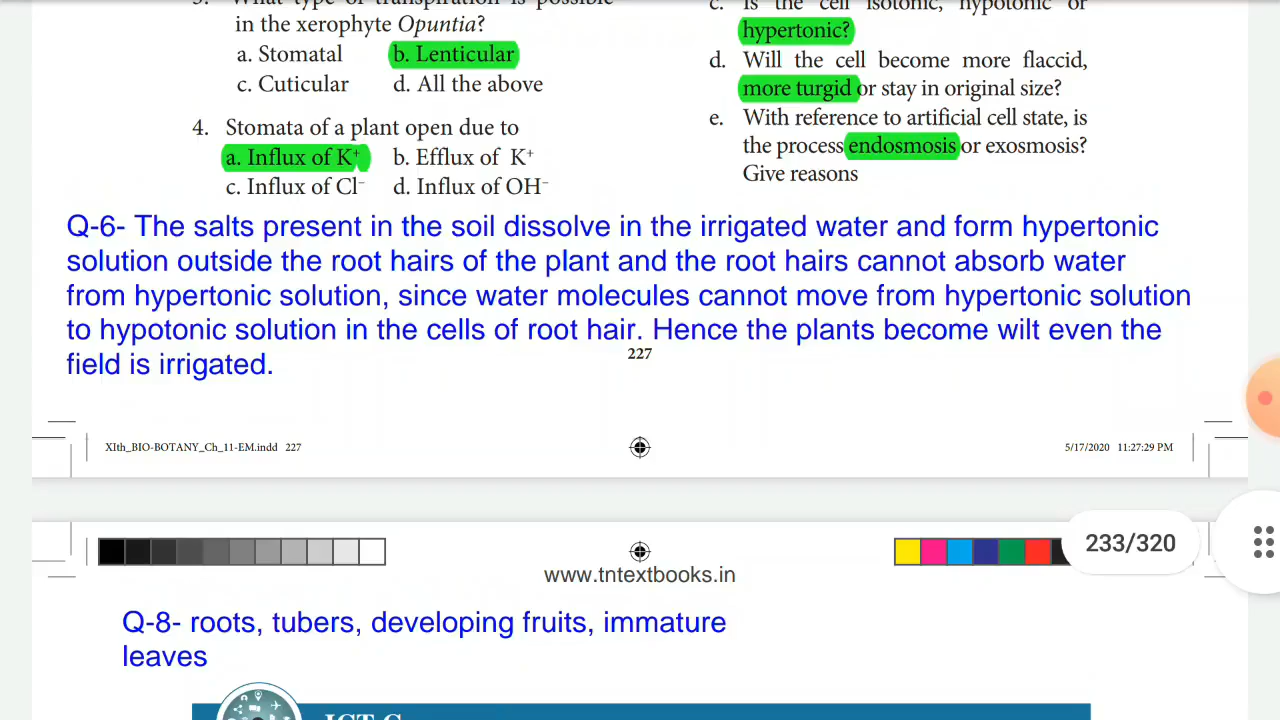 3. What type of transpiration is possible
in the xerophyte Opuntia?
a. Stomatal b. Lenticular
c. Cuticular d. All the above
4. Stomata of a plant open due to
a. Influx of K⁺ b. Efflux of K⁺
c. Influx of Cl⁻ d. Influx of OH⁻
c. Is the cell isotonic, hypotonic or
hypertonic?
d. Will the cell become more flaccid,
more turgid or stay in original size?
e. With reference to artificial cell state, is
the process endosmosis or exosmosis?
Give reasons
Q-6- The salts present in the soil dissolve in the irrigated water and form hypertonic
solution outside the root hairs of the plant and the root hairs cannot absorb water
from hypertonic solution, since water molecules cannot move from hypertonic solution
to hypotonic solution in the cells of root hair. Hence the plants become wilt even the
field is irrigated.
227
XIth_BIO-BOTANY_Ch_11-EM.indd 227
5/17/2020 11:27:29 PM
233/320
www.tntextbooks.in
Q-8- roots, tubers, developing fruits, immature
leaves